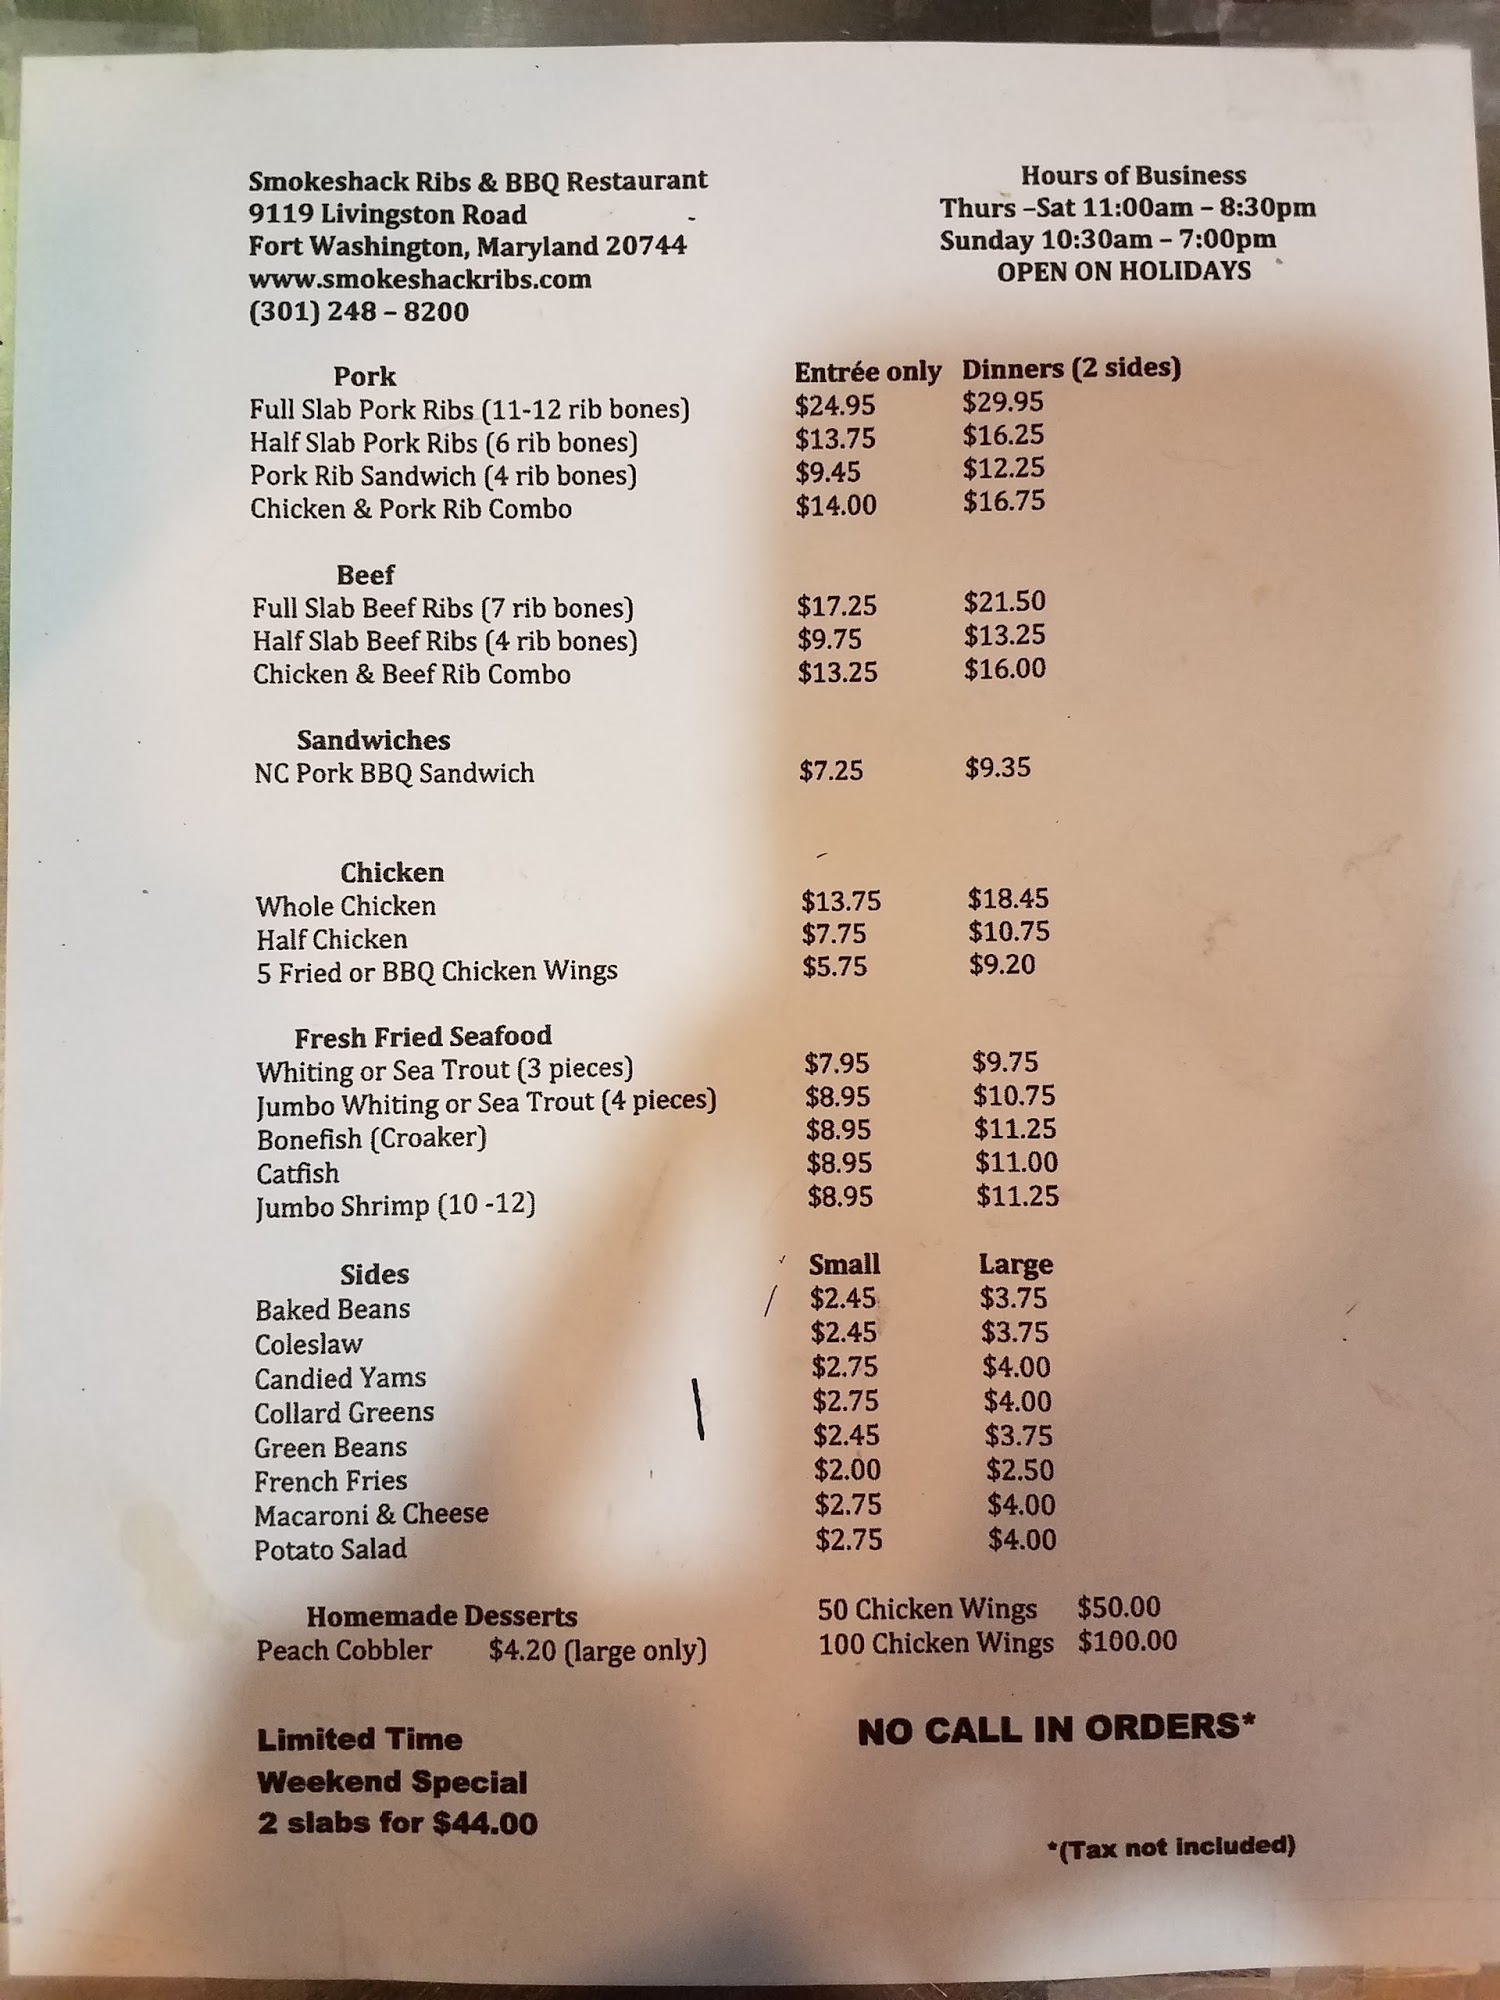 Smokeshack Ribs & BBQ Restaurant
9119 Livingston Road
Fort Washington, Maryland 20744
www.smokeshackribs.com
(301) 248 – 8200
Hours of Business
Thurs –Sat 11:00am – 8:30pm
Sunday 10:30am – 7:00pm
OPEN ON HOLIDAYS
Pork Entrée only Dinners (2 sides)
Full Slab Pork Ribs (11-12 rib bones) $24.95 $29.95
Half Slab Pork Ribs (6 rib bones) $13.75 $16.25
Pork Rib Sandwich (4 rib bones) $9.45 $12.25
Chicken & Pork Rib Combo $14.00 $16.75
Beef
Full Slab Beef Ribs (7 rib bones) $17.25 $21.50
Half Slab Beef Ribs (4 rib bones) $9.75 $13.25
Chicken & Beef Rib Combo $13.25 $16.00
Sandwiches
NC Pork BBQ Sandwich $7.25 $9.35
Chicken
Whole Chicken $13.75 $18.45
Half Chicken $7.75 $10.75
5 Fried or BBQ Chicken Wings $5.75 $9.20
Fresh Fried Seafood
Whiting or Sea Trout (3 pieces) $7.95 $9.75
Jumbo Whiting or Sea Trout (4 pieces) $8.95 $10.75
Bonefish (Croaker) $8.95 $11.25
Catfish $8.95 $11.00
Jumbo Shrimp (10 -12) $8.95 $11.25
Sides Small Large
Baked Beans $2.45 $3.75
Coleslaw $2.45 $3.75
Candied Yams $2.75 $4.00
Collard Greens $2.75 $4.00
Green Beans $2.45 $3.75
French Fries $2.00 $2.50
Macaroni & Cheese $2.75 $4.00
Potato Salad $2.75 $4.00
Homemade Desserts
Peach Cobbler $4.20 (large only)
50 Chicken Wings $50.00
100 Chicken Wings $100.00
Limited Time
Weekend Special
2 slabs for $44.00
NO CALL IN ORDERS*
*(Tax not included)